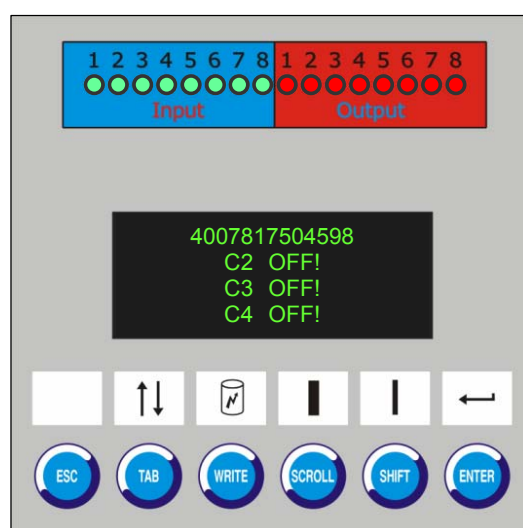 1 2 3 4 5 6 7 8 1 2 3 4 5 6 7 8
Input Output
4007817504598
C2 OFF!
C3 OFF!
C4 OFF!
ESC TAB WRITE SCROLL SHIFT ENTER